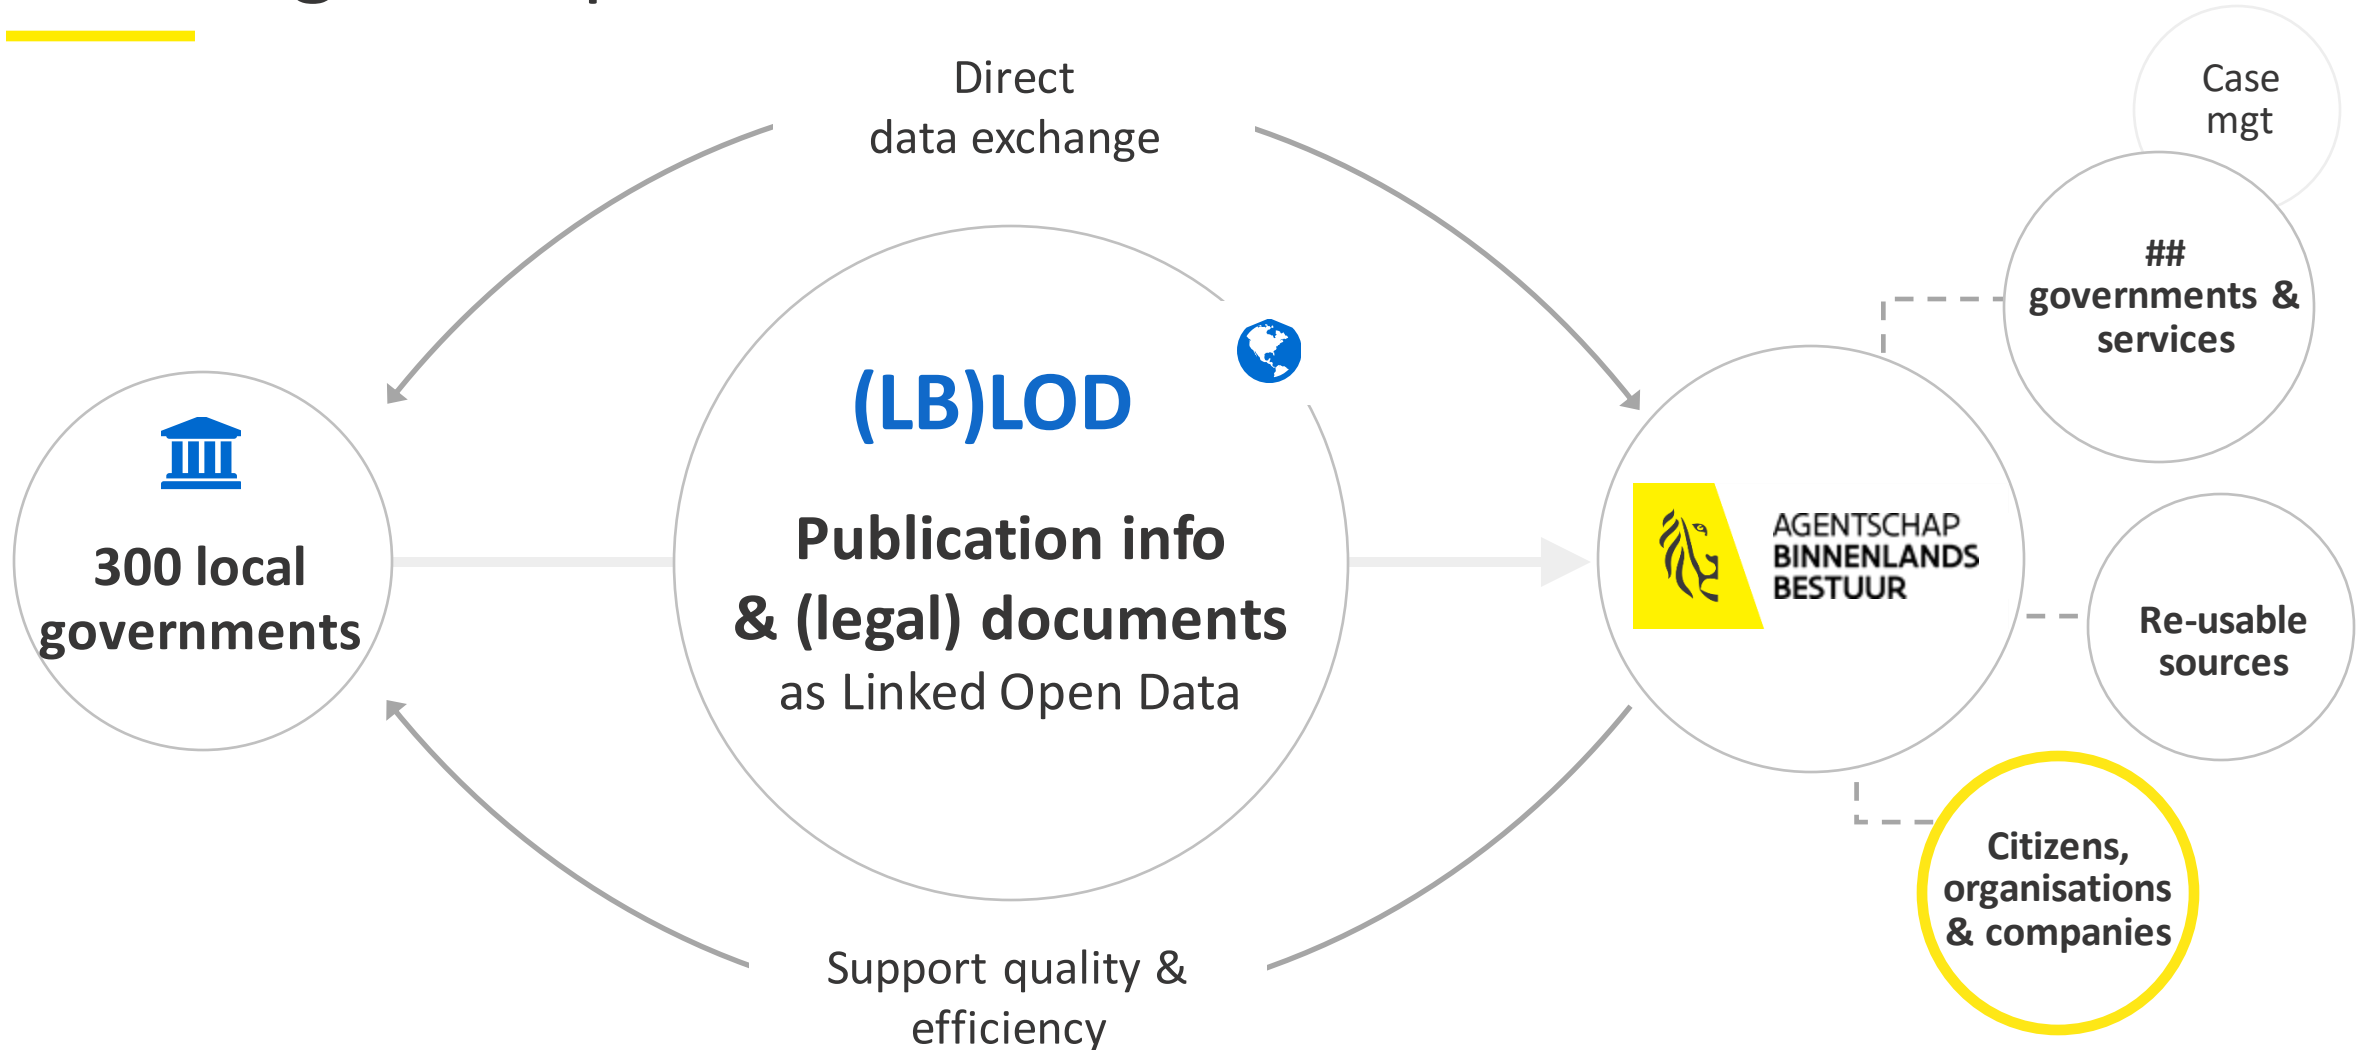 Direct
data exchange
Case
mgt
##
governments &
services
(LB)LOD
300 local
governments
Publication info
& (legal) documents
as Linked Open Data
AGENTSCHAP
BINNENLANDS
BESTUUR
Re-usable
sources
Citizens,
organisations
& companies
Support quality &
efficiency